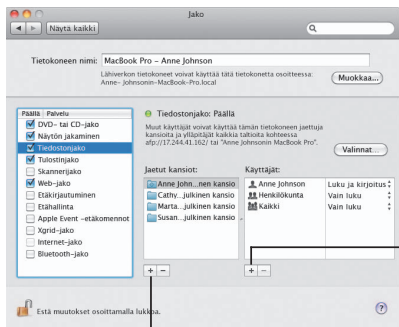 Jako
Näytä kaikki
Tietokoneen nimi: MacBook Pro – Anne Johnson
Lähiverkon tietokoneet voivat käyttää tätä tietokonetta osoitteessa:
Anne- Johnsonin-MacBook-Pro.local
Muokkaa...
Päällä Palvelu
DVD- tai CD-jako
Näytön jakaminen
Tiedostonjako
Tulostinjako
Skannerijako
Web-jako
Etäkirjautuminen
Etähallinta
Apple Event -etäkomennot
Xgrid-jako
Internet-jako
Bluetooth-jako
Tiedostonjako: Päällä
Muut käyttäjät voivat käyttää tämän tietokoneen jaettuja
kansioita ja ylläpitäjät kaikkia taltioita kohteessa
afp://17.244.41.162/ tai "Anne Johnsonin MacBook Pro".
Valinnat...
Jaetut kansiot:
Anne John...nen kansio
Cathy...julkinen kansio
Marta...julkinen kansio
Susan...julkinen kansio
Käyttäjät:
Anne Johnson Luku ja kirjoitus
Henkilökunta Vain luku
Kaikki Vain luku
+ −
+ −
Estä muutokset osoittamalla lukkoa.
?